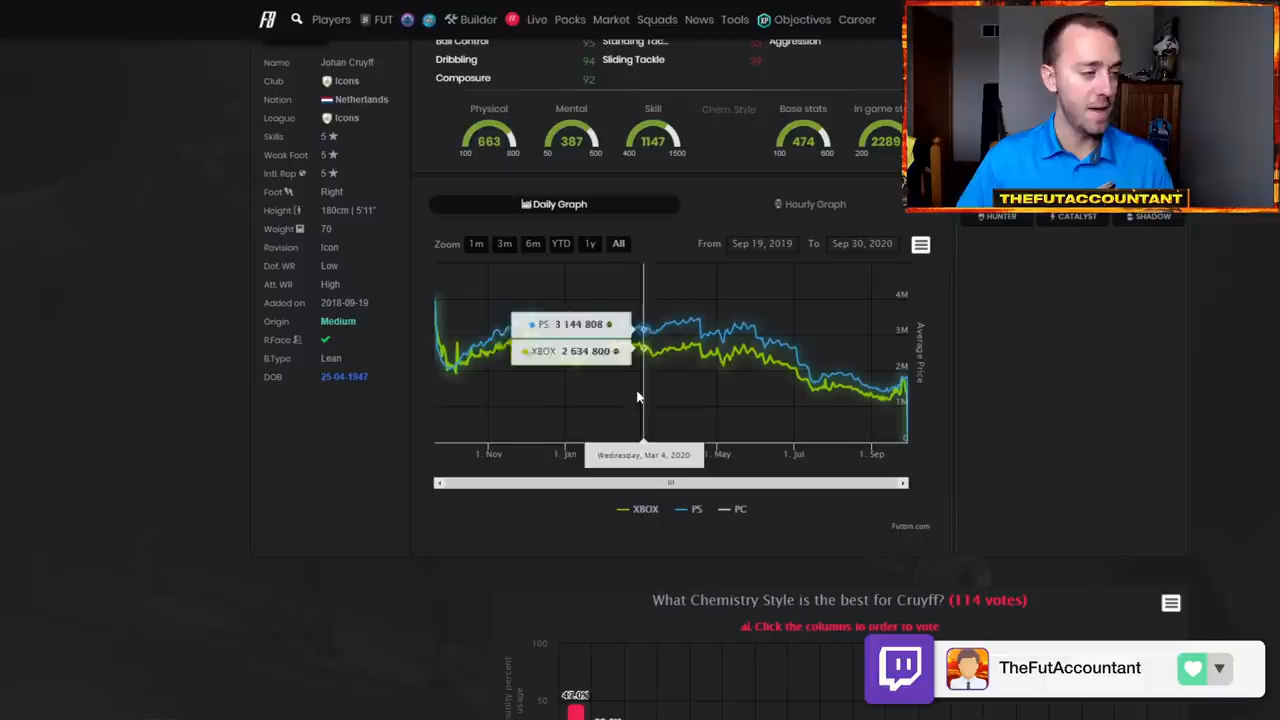 Players FUT Builder Live Packs Market Squads News Tools XP Objectives Career
Ball Control 95 Standing Tac... Aggression
Dribbling 94 Sliding Tackle 39
Composure 92
Name Johan Cruyff
Club Icons
Nation Netherlands
League Icons
Skills 5★
Weak Foot 5★
Intl.Rep 5★
Foot Right
Height 180cm | 5'11"
Weight 70
Revision Icon
Def. WR Low
Att. WR High
Added on 2018-09-19
Origin Medium
R.Face
B.Type Lean
DOB 25-04-1947
Physical Mental Skill Chem. Style Base stats In game st
663 387 1147 474 2289
100 800 50 500 400 1500 100 600 200
THEFUTACCOUNTANT
HUNTER CATALYST SHADOW
Daily Graph Hourly Graph
Zoom 1m 3m 6m YTD 1y All From Sep 19, 2019 To Sep 30, 2020
4M
3M
2M
1M
0
Average Price
PS: 3 144 808
XBOX: 2 634 800
1. Nov 1. Jan 1. May 1. Jul 1. Sep
Wednesday, Mar 4, 2020
XBOX PS PC
Futbin.com
What Chemistry Style is the best for Cruyff? (114 votes)
Click the columns in order to vote
100
50
usage
TheFutAccountant